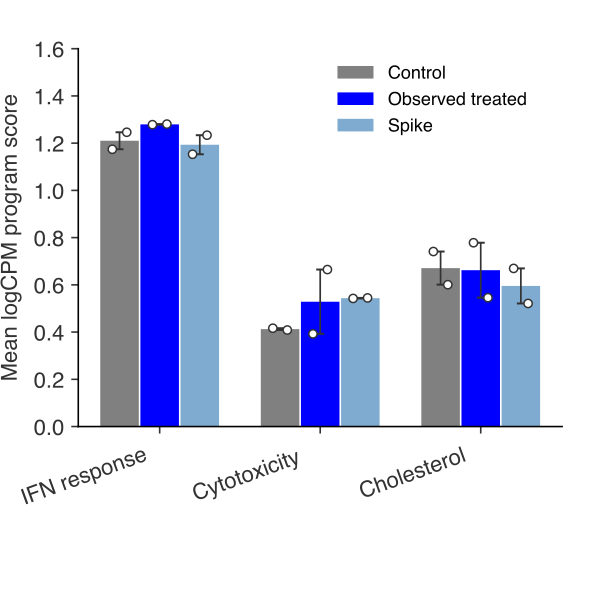 Mean logCPM program score
1.6
1.4
1.2
1.0
0.8
0.6
0.4
0.2
0.0
Control
Observed treated
Spike
IFN response
Cytotoxicity
Cholesterol